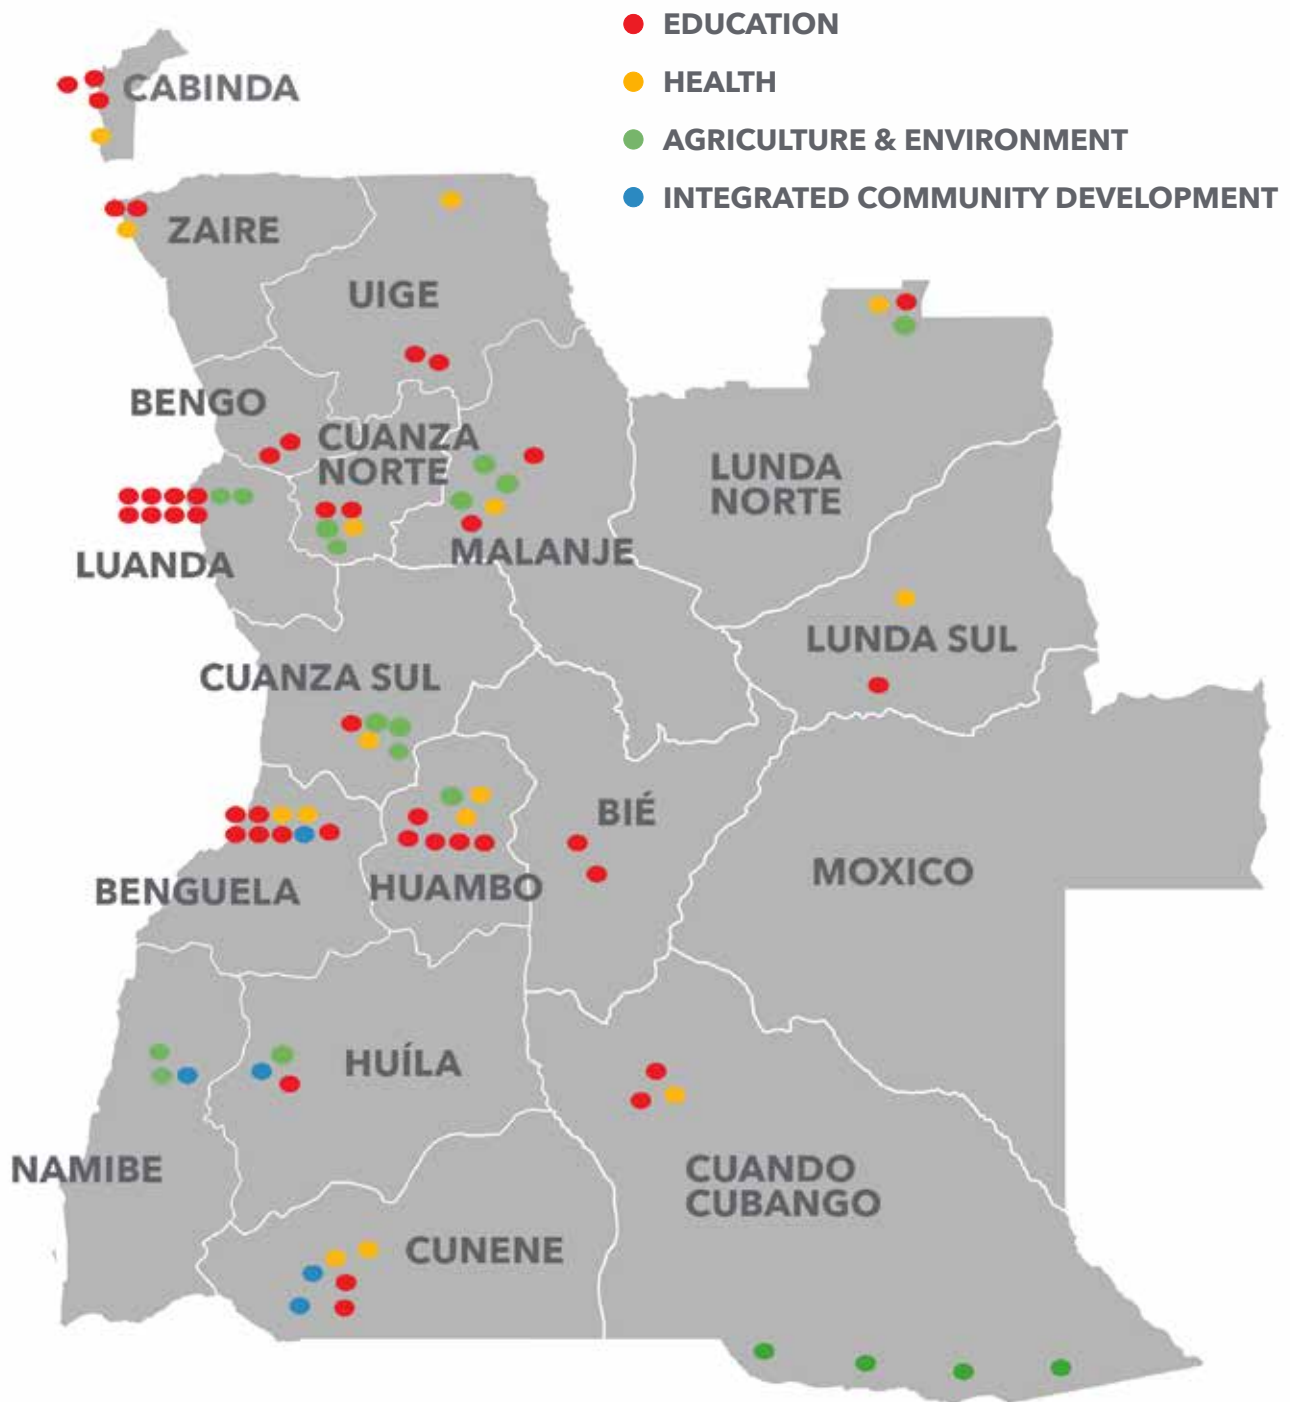 EDUCATION
HEALTH
AGRICULTURE & ENVIRONMENT
INTEGRATED COMMUNITY DEVELOPMENT
CABINDA
ZAIRE
UIGE
BENGO
CUANZA
NORTE
LUANDA
MALANJE
LUNDA
NORTE
LUNDA SUL
CUANZA SUL
BIÉ
BENGUELA
HUAMBO
MOXICO
HUÍLA
NAMIBE
CUANDO
CUBANGO
CUNENE